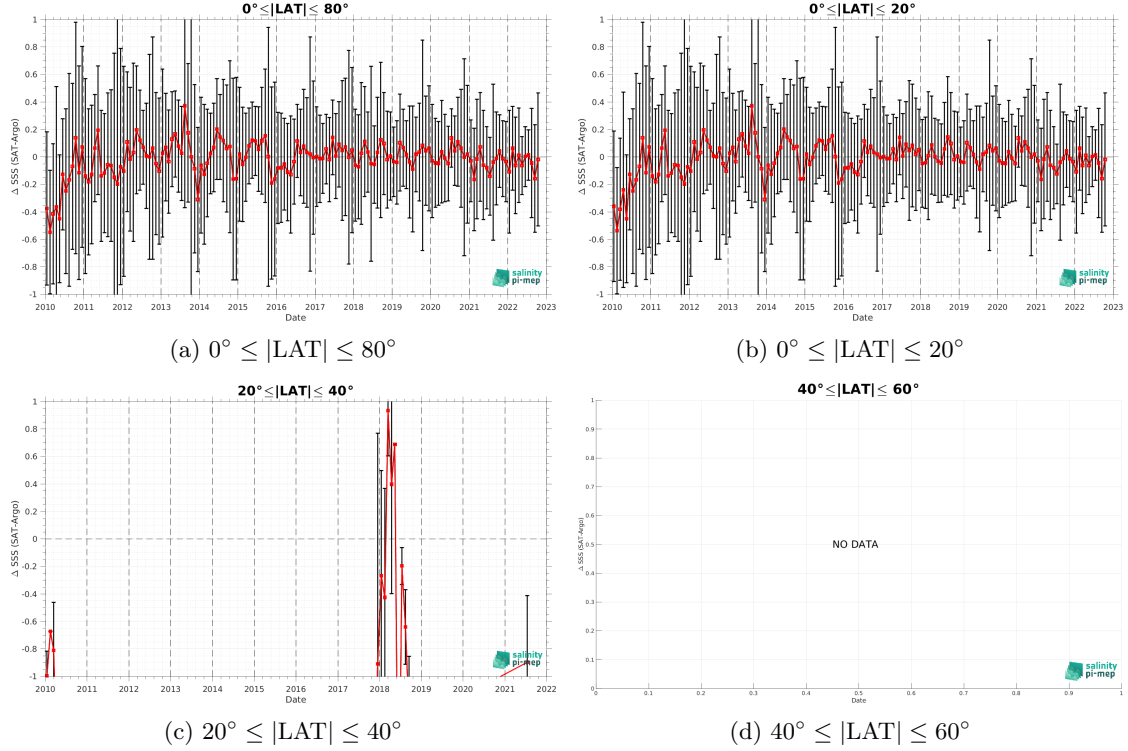 0°≤|LAT|≤ 80°
1
0.8
0.6
0.4
0.2
0
-0.2
-0.4
-0.6
-0.8
-1
Δ SSS (SAT-Argo)
2010 2011 2012 2013 2014 2015 2016 2017 2018 2019 2020 2021 2022 2023
Date
salinity
pi-mep
(a) 0° ≤ |LAT| ≤ 80°
0°≤|LAT|≤ 20°
1
0.8
0.6
0.4
0.2
0
-0.2
-0.4
-0.6
-0.8
-1
Δ SSS (SAT-Argo)
2010 2011 2012 2013 2014 2015 2016 2017 2018 2019 2020 2021 2022 2023
Date
salinity
pi-mep
(b) 0° ≤ |LAT| ≤ 20°
20°≤|LAT|≤ 40°
1
0.8
0.6
0.4
0.2
0
-0.2
-0.4
-0.6
-0.8
-1
Δ SSS (SAT-Argo)
2010 2011 2012 2013 2014 2015 2016 2017 2018 2019 2020 2021 2022
Date
salinity
pi-mep
(c) 20° ≤ |LAT| ≤ 40°
40°≤|LAT|≤ 60°
1
0.9
0.8
0.7
0.6
0.5
0.4
0.3
0.2
0.1
0
Δ SSS (SAT-Argo)
NO DATA
0 0.1 0.2 0.3 0.4 0.5 0.6 0.7 0.8 0.9 1
Date
salinity
pi-mep
(d) 40° ≤ |LAT| ≤ 60°